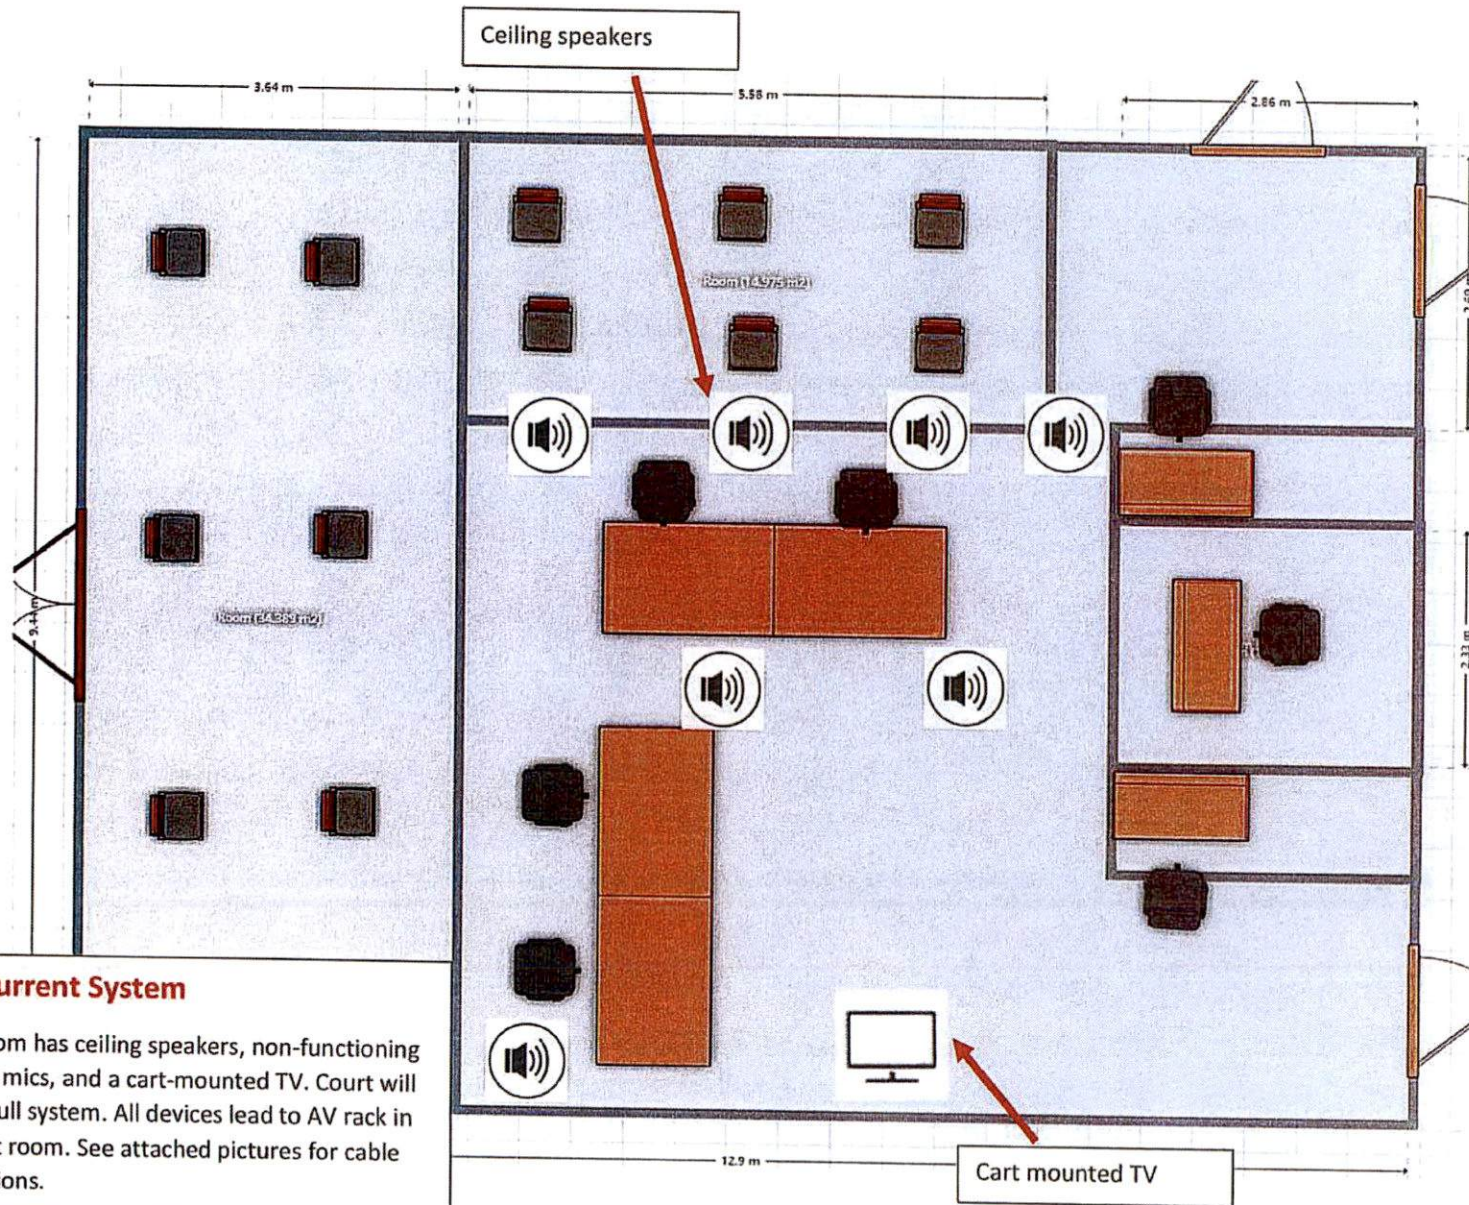 Ceiling speakers
3.64 m
5.58 m
2.86 m
Room (14.975 m2)
9.44 m
Room (34.389 m2)
2.33 m
urrent System
om has ceiling speakers, non-functioning
mics, and a cart-mounted TV. Court will
ull system. All devices lead to AV rack in
t room. See attached pictures for cable
ions.
12.9 m
Cart mounted TV